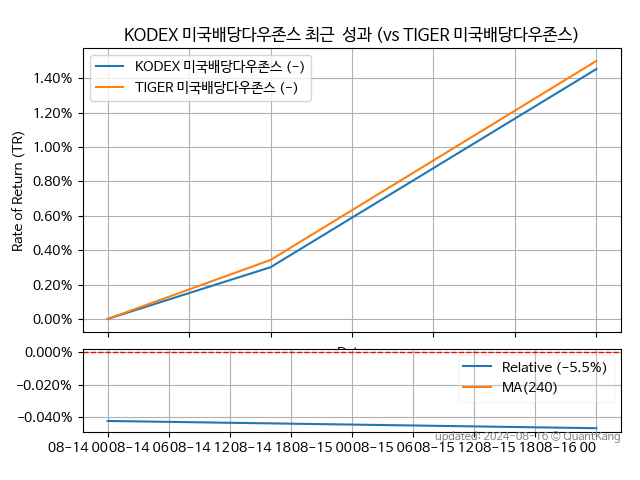 KODEX 미국배당다우존스 최근 성과 (vs TIGER 미국배당다우존스)
KODEX 미국배당다우존스 (-)
TIGER 미국배당다우존스 (-)
Rate of Return (TR)
1.40%
1.20%
1.00%
0.80%
0.60%
0.40%
0.20%
0.00%
0.000%
-0.020%
-0.040%
Relative (-5.5%)
MA(240)
updated: 2024-08-16 © QuantKang
08-14 00 08-14 06 08-14 12 08-14 18 08-15 00 08-15 06 08-15 12 08-15 18 08-16 00